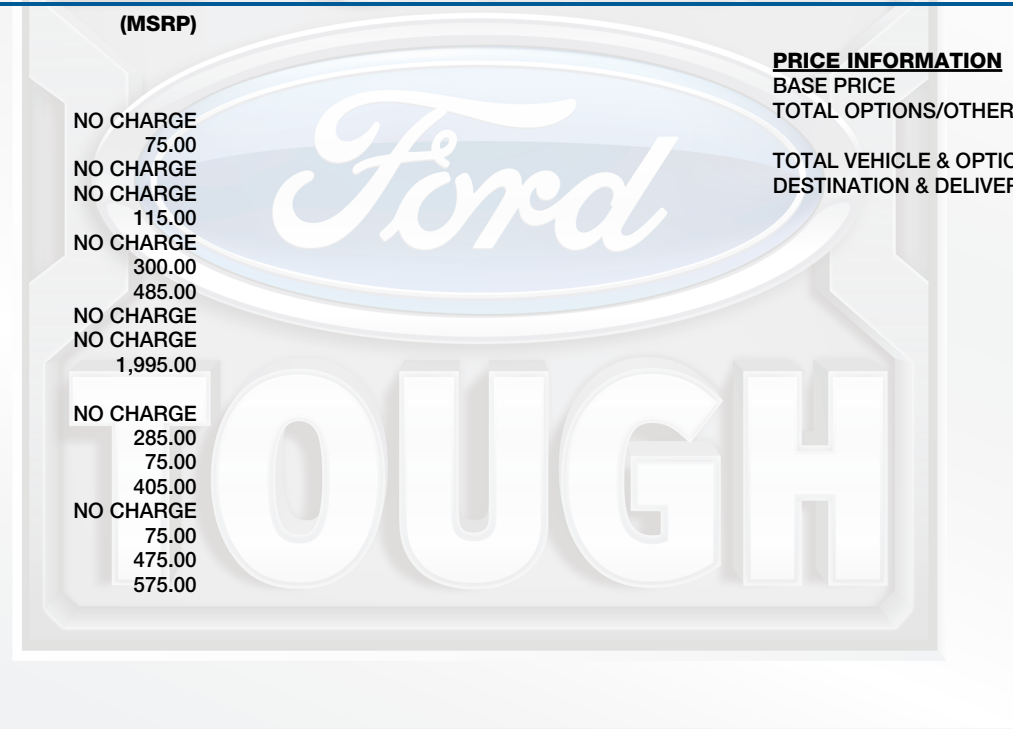 (MSRP)
NO CHARGE
75.00
NO CHARGE
NO CHARGE
115.00
NO CHARGE
300.00
485.00
NO CHARGE
NO CHARGE
1,995.00
NO CHARGE
285.00
75.00
405.00
NO CHARGE
75.00
475.00
575.00
PRICE INFORMATION
BASE PRICE
TOTAL OPTIONS/OTHER
TOTAL VEHICLE & OPTIO
DESTINATION & DELIVER
Ford
TOUGH